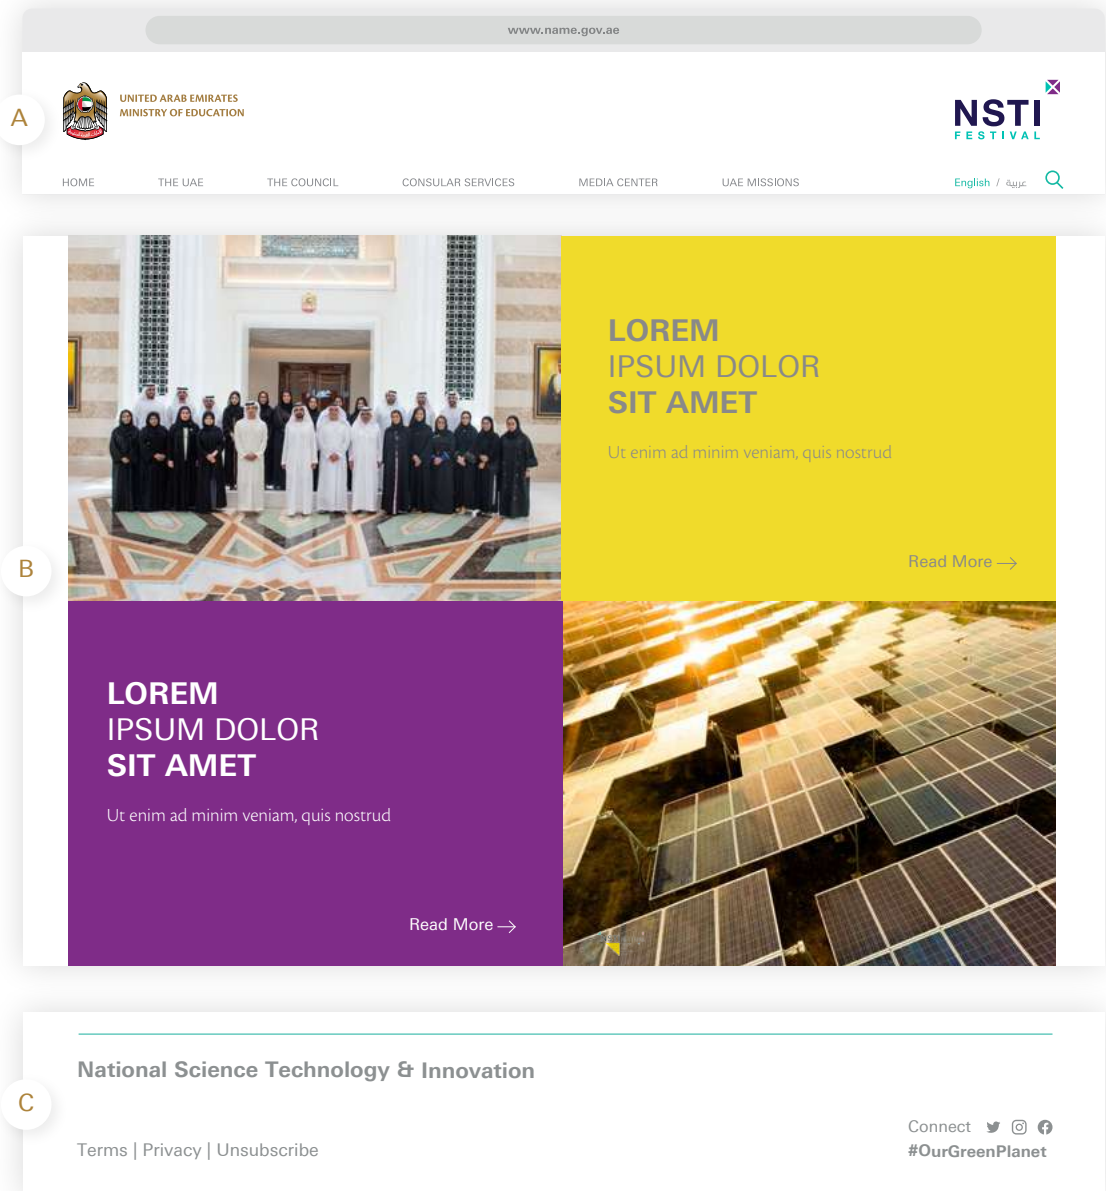 www.name.gov.ae
A
UNITED ARAB EMIRATES
MINISTRY OF EDUCATION
NSTI
FESTIVAL
HOME THE UAE THE COUNCIL CONSULAR SERVICES MEDIA CENTER UAE MISSIONS English / عربية
LOREM
IPSUM DOLOR
SIT AMET
Ut enim ad minim veniam, quis nostrud
Read More
B
LOREM
IPSUM DOLOR
SIT AMET
Ut enim ad minim veniam, quis nostrud
Read More
National Science Technology & Innovation
C
Terms | Privacy | Unsubscribe
Connect
#OurGreenPlanet